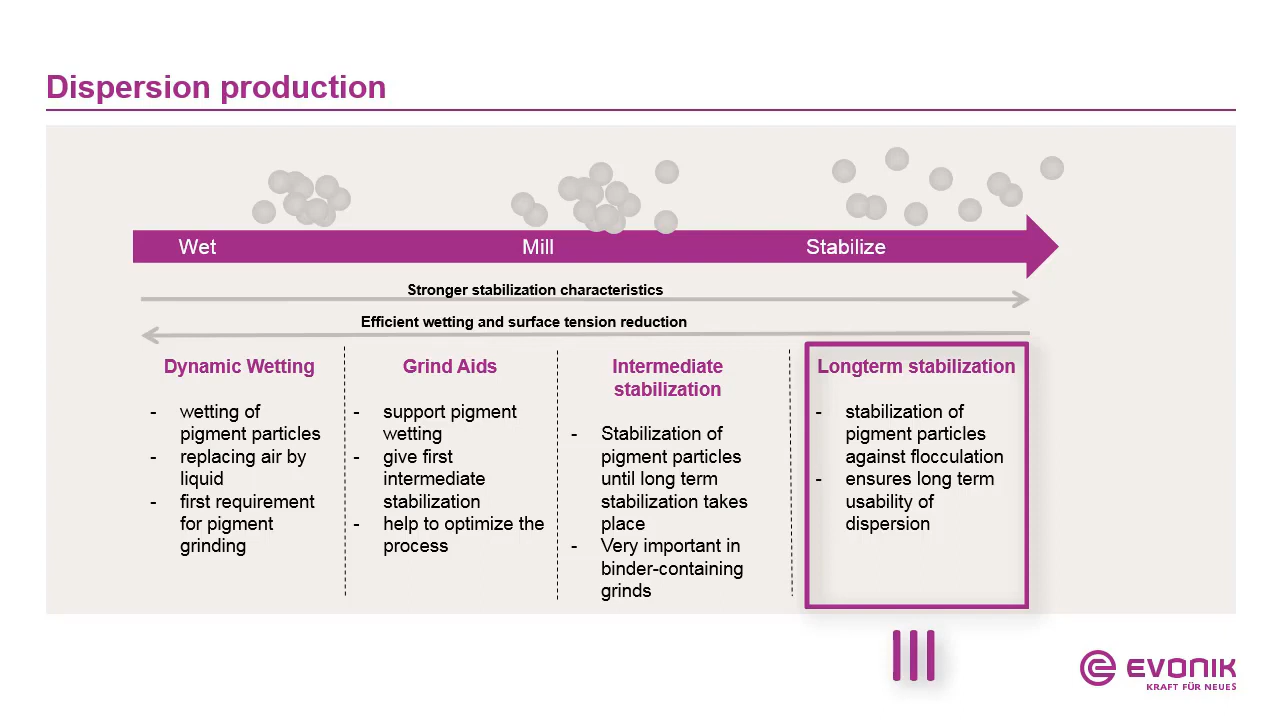 Dispersion production
Wet
Mill
Stabilize
Stronger stabilization characteristics
Efficient wetting and surface tension reduction
Dynamic Wetting
- wetting of
pigment particles
- replacing air by
liquid
- first requirement
for pigment
grinding
Grind Aids
- support pigment
wetting
- give first
intermediate
stabilization
- help to optimize the
process
Intermediate
stabilization
- Stabilization of
pigment particles
until long term
stabilization takes
place
- Very important in
binder-containing
grinds
Longterm stabilization
- stabilization of
pigment particles
against flocculation
- ensures long term
usability of
dispersion
EVONIK
KRAFT FÜR NEUES